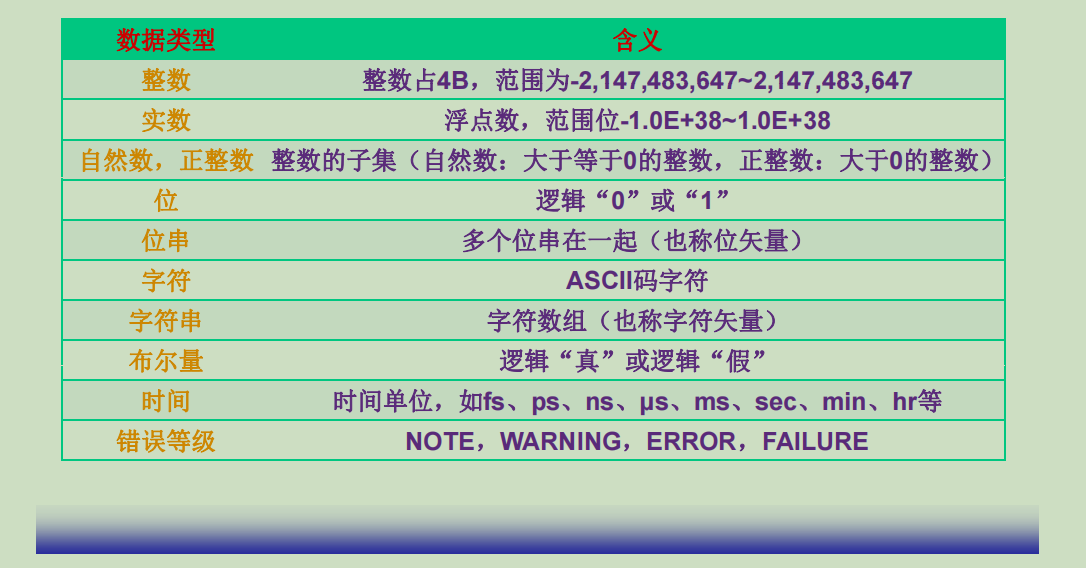 数据类型 含义
整数 整数占4B，范围为-2,147,483,647~2,147,483,647
实数 浮点数，范围位-1.0E+38~1.0E+38
自然数，正整数 整数的子集（自然数：大于等于0的整数，正整数：大于0的整数）
位 逻辑“0”或“1”
位串 多个位串在一起（也称位矢量）
字符 ASCII码字符
字符串 字符数组（也称字符矢量）
布尔量 逻辑“真”或逻辑“假”
时间 时间单位，如fs、ps、ns、μs、ms、sec、min、hr等
错误等级 NOTE，WARNING，ERROR，FAILURE